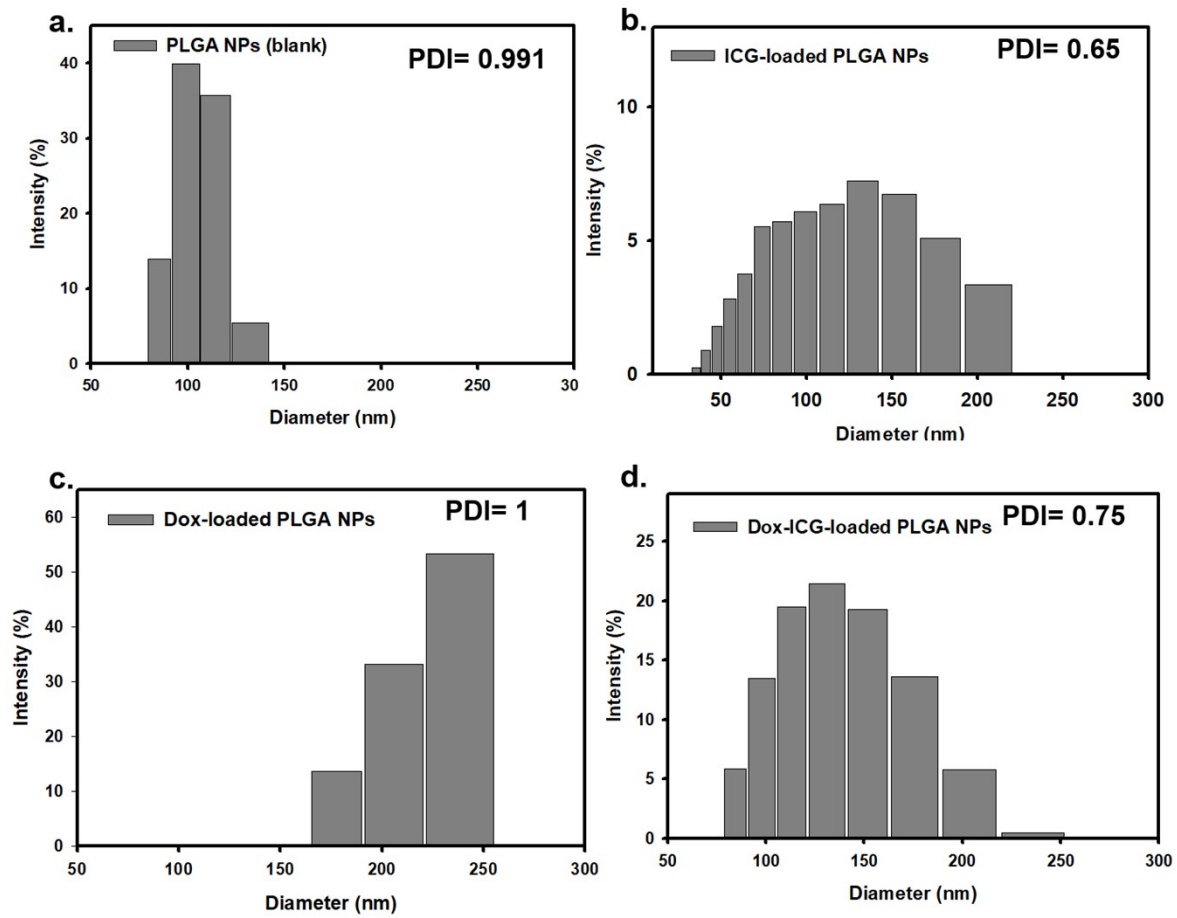 a.
PLGA NPs (blank)
PDI= 0.991
40
30
20
10
0
Intensity (%)
50 100 150 200 250 30
Diameter (nm)
b.
ICG-loaded PLGA NPs
PDI= 0.65
10
5
0
Intensity (%)
50 100 150 200 250 300
Diameter (nm)
c.
Dox-loaded PLGA NPs
PDI= 1
60
50
40
30
20
10
0
Intensity (%)
50 100 150 200 250 300
Diameter (nm)
d.
Dox-ICG-loaded PLGA NPs
PDI= 0.75
25
20
15
10
5
0
Intensity (%)
50 100 150 200 250 300
Diameter (nm)